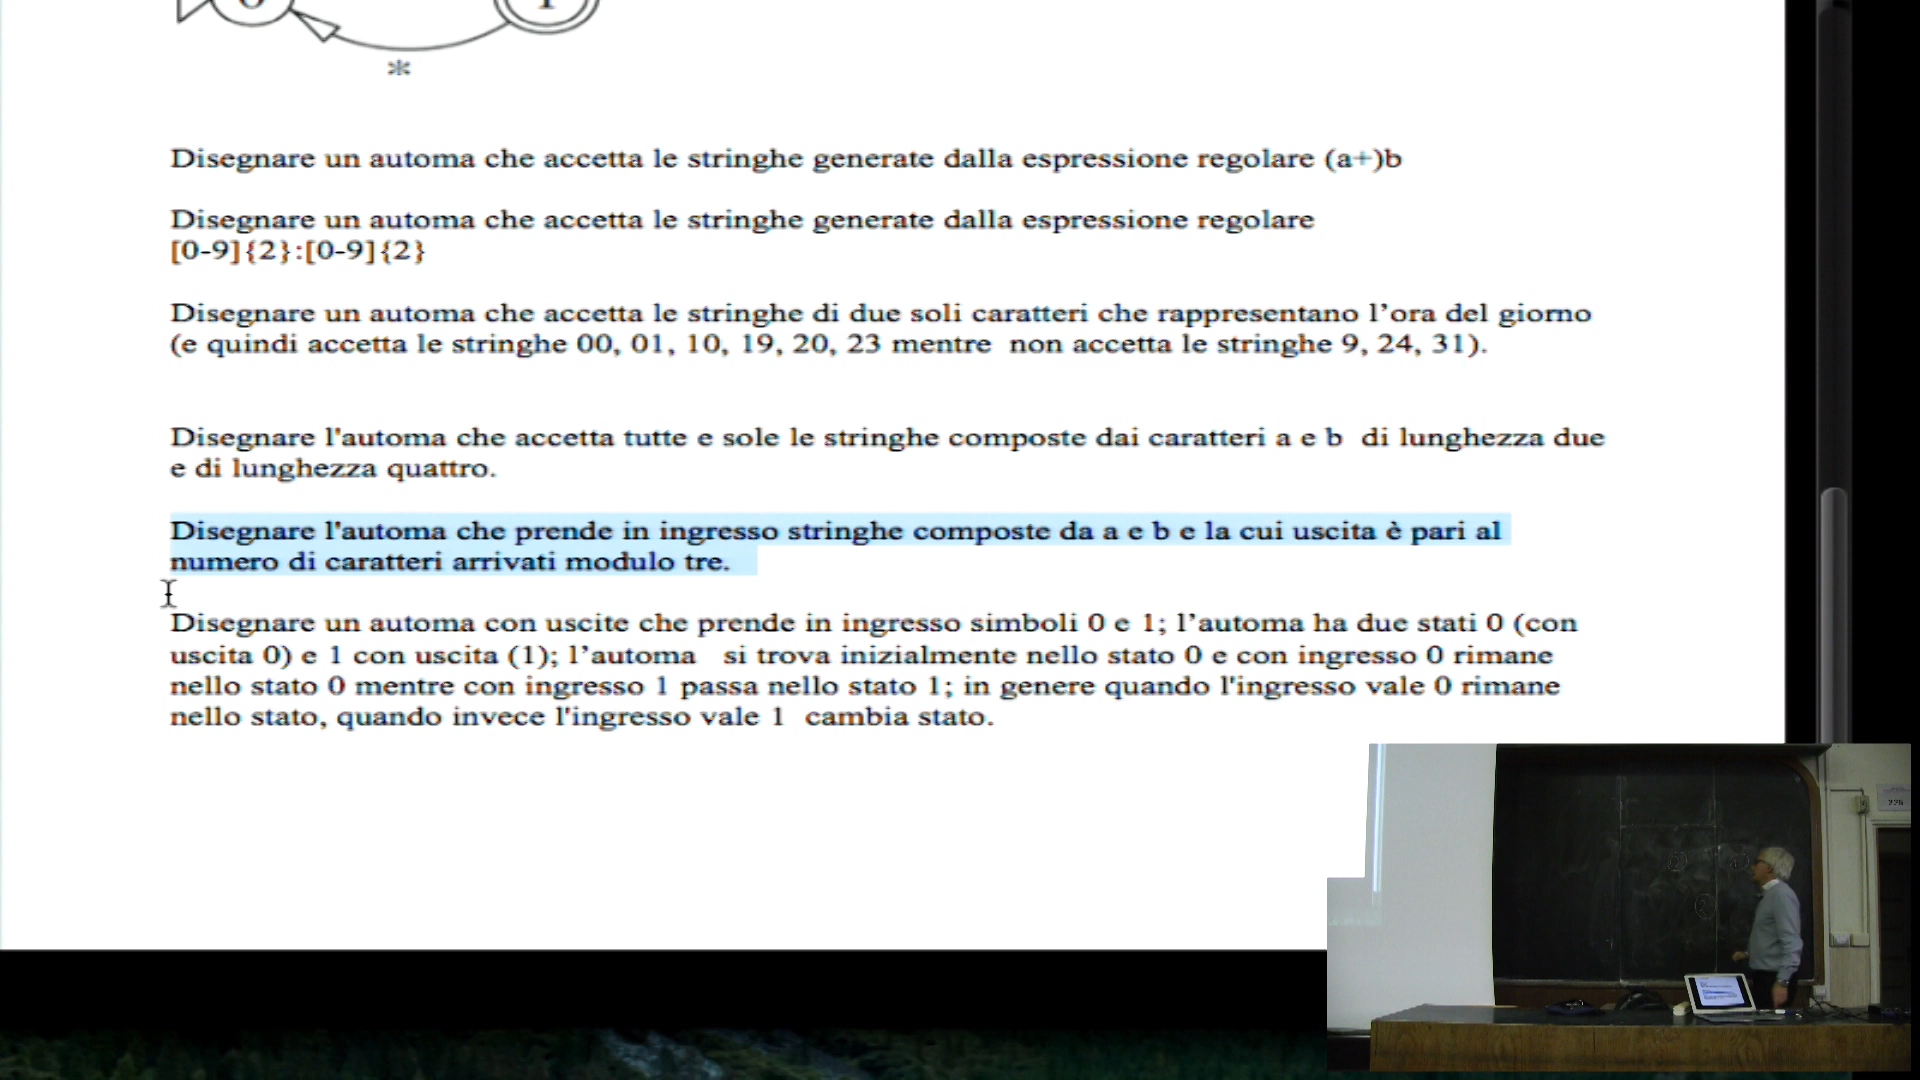 *
Disegnare un automa che accetta le stringhe generate dalla espressione regolare (a+)b
Disegnare un automa che accetta le stringhe generate dalla espressione regolare
[0-9]{2}:[0-9]{2}
Disegnare un automa che accetta le stringhe di due soli caratteri che rappresentano l’ora del giorno
(e quindi accetta le stringhe 00, 01, 10, 19, 20, 23 mentre non accetta le stringhe 9, 24, 31).
Disegnare l'automa che accetta tutte e sole le stringhe composte dai caratteri a e b di lunghezza due
e di lunghezza quattro.
Disegnare l'automa che prende in ingresso stringhe composte da a e b e la cui uscita è pari al
numero di caratteri arrivati modulo tre.
Disegnare un automa con uscite che prende in ingresso simboli 0 e 1; l’automa ha due stati 0 (con
uscita 0) e 1 con uscita (1); l’automa si trova inizialmente nello stato 0 e con ingresso 0 rimane
nello stato 0 mentre con ingresso 1 passa nello stato 1; in genere quando l'ingresso vale 0 rimane
nello stato, quando invece l'ingresso vale 1 cambia stato.